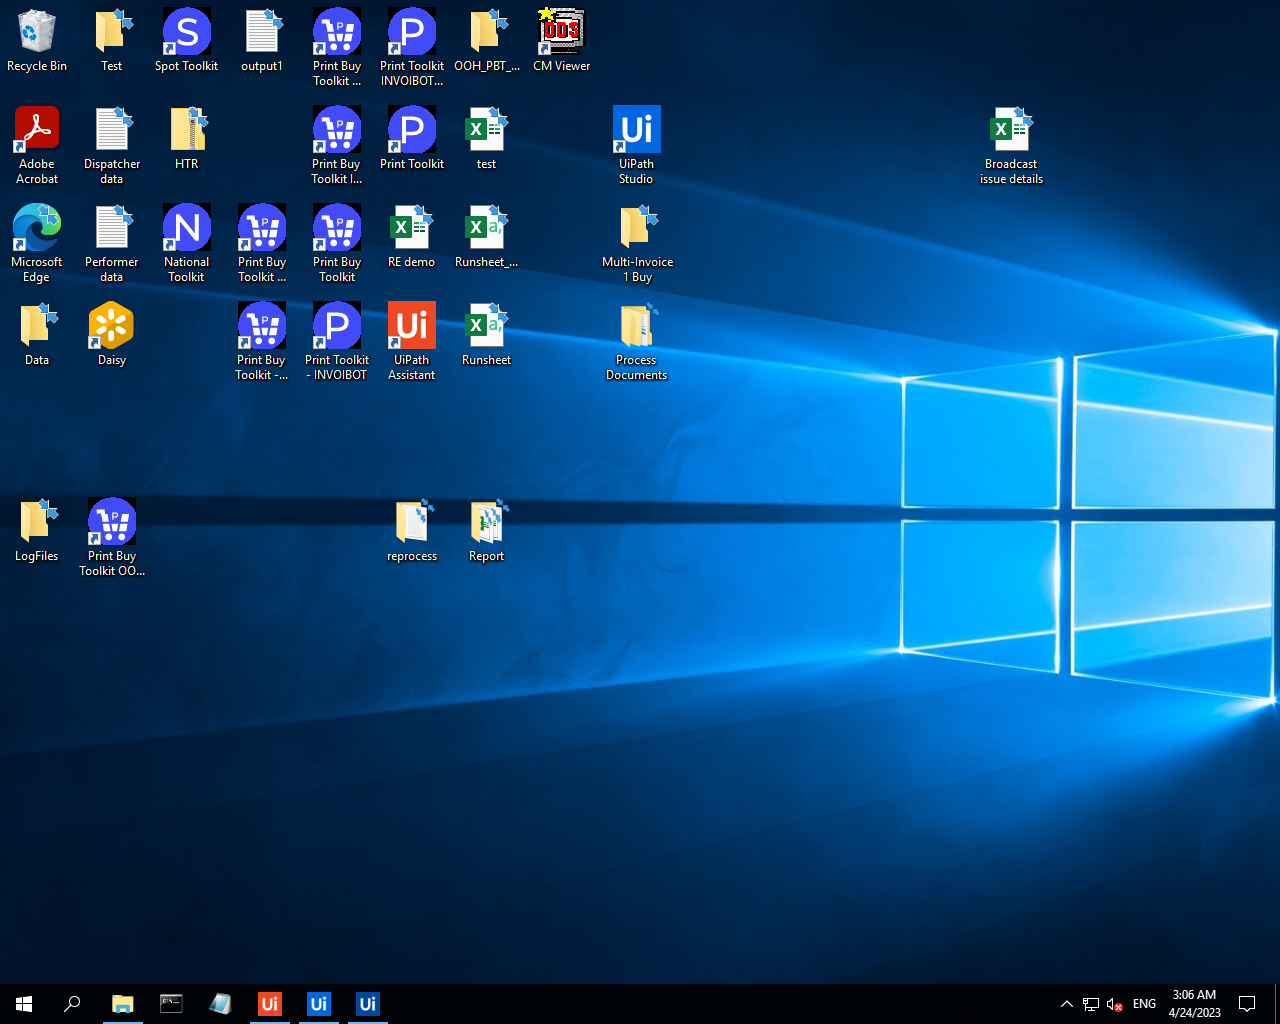 Recycle Bin
Test
Spot Toolkit
output1
Print Buy
Toolkit ...
Print Toolkit
INVOIBOT...
OOH_PBT_...
ODS
CM Viewer
Adobe
Acrobat
Dispatcher
data
HTR
Print Buy
Toolkit I...
Print Toolkit
test
Ui
UiPath
Studio
Broadcast
issue details
Microsoft
Edge
Performer
data
National
Toolkit
Print Buy
Toolkit ...
Print Buy
Toolkit
RE demo
Runsheet_...
Multi-Invoice
1 Buy
Data
Daisy
Print Buy
Toolkit -...
Print Toolkit
- INVOIBOT
Ui
UiPath
Assistant
Runsheet
Process
Documents
LogFiles
Print Buy
Toolkit OO...
reprocess
Report
Ui
Ui
Ui
ENG
3:06 AM
4/24/2023